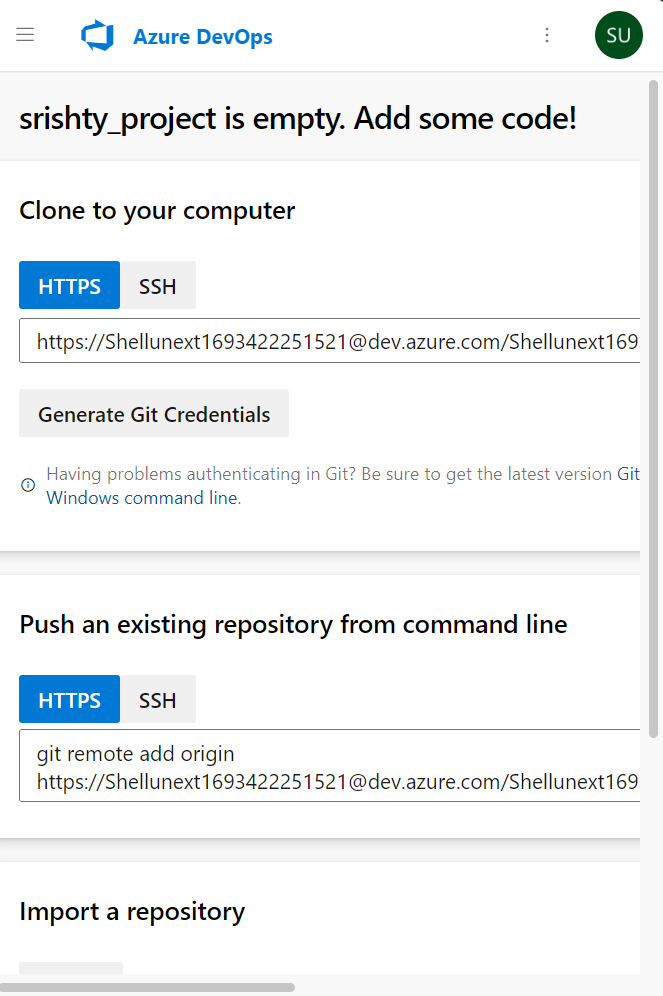 Azure DevOps
SU
srishty_project is empty. Add some code!
Clone to your computer
HTTPS SSH
https://Shellunext1693422251521@dev.azure.com/Shellunext169
Generate Git Credentials
Having problems authenticating in Git? Be sure to get the latest version Git
Windows command line.
Push an existing repository from command line
HTTPS SSH
git remote add origin
https://Shellunext1693422251521@dev.azure.com/Shellunext169
Import a repository